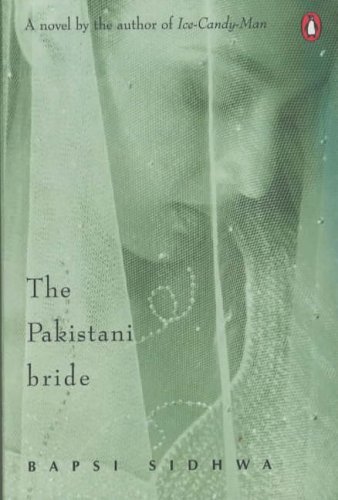 A novel by the author of Ice-Candy-Man
The
Pakistani
bride
BAPSI SIDHWA